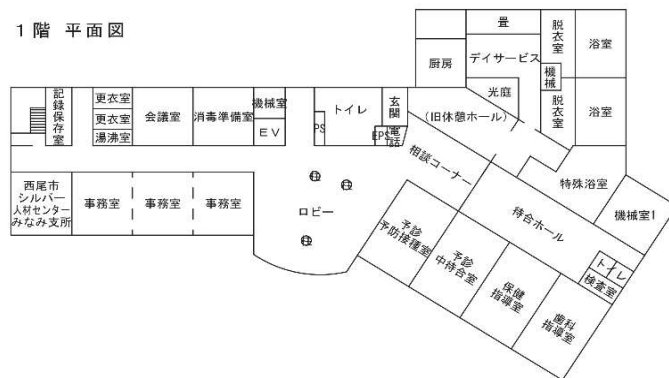 1階 平面図
記録保存室
更衣室
更衣室
湯沸室
会議室
消毒準備室
機械室
EV
PS
トイレ
玄関
EPS
電話
厨房
畳
デイサービス
光庭
脱衣室
機械
脱衣室
浴室
浴室
(旧休憩ホール)
相談コーナー
特殊浴室
機械室1
待合ホール
西尾市
シルバー
人材センター
みなみ支所
事務室
事務室
事務室
ロビー
予診
予防接種室
予診
中待合室
保健
指導室
歯科
指導室
トイレ
検査室